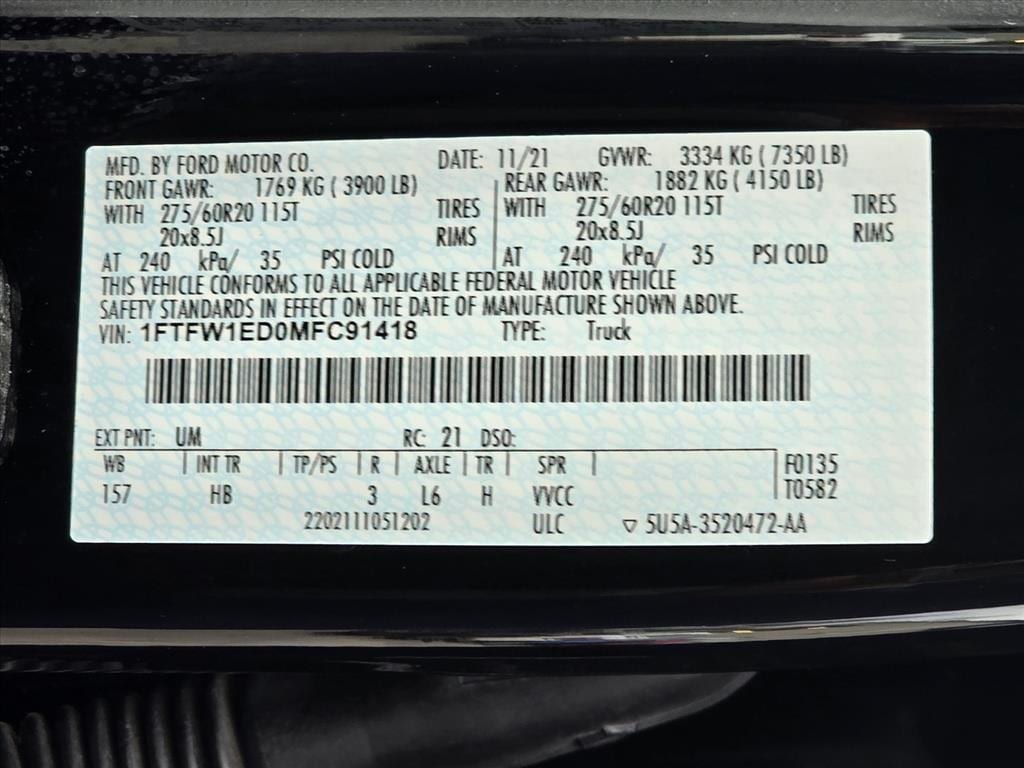 MFD. BY FORD MOTOR CO. DATE: 11/21 GVWR: 3334 KG ( 7350 LB)
FRONT GAWR: 1769 KG ( 3900 LB) REAR GAWR: 1882 KG ( 4150 LB)
WITH 275/60R20 115T TIRES WITH 275/60R20 115T TIRES
20x8.5J RIMS 20x8.5J RIMS
AT 240 kPa/ 35 PSI COLD AT 240 kPa/ 35 PSI COLD
THIS VEHICLE CONFORMS TO ALL APPLICABLE FEDERAL MOTOR VEHICLE
SAFETY STANDARDS IN EFFECT ON THE DATE OF MANUFACTURE SHOWN ABOVE.
VIN: 1FTFW1ED0MFC91418 TYPE: Truck
EXT PNT: UM RC: 21 DSO:
WB INT TR TP/PS R AXLE TR SPR F0135
157 HB 3 L6 H VVCC T0582
2202111051202 ULC ▽ 5U5A-3520472-AA